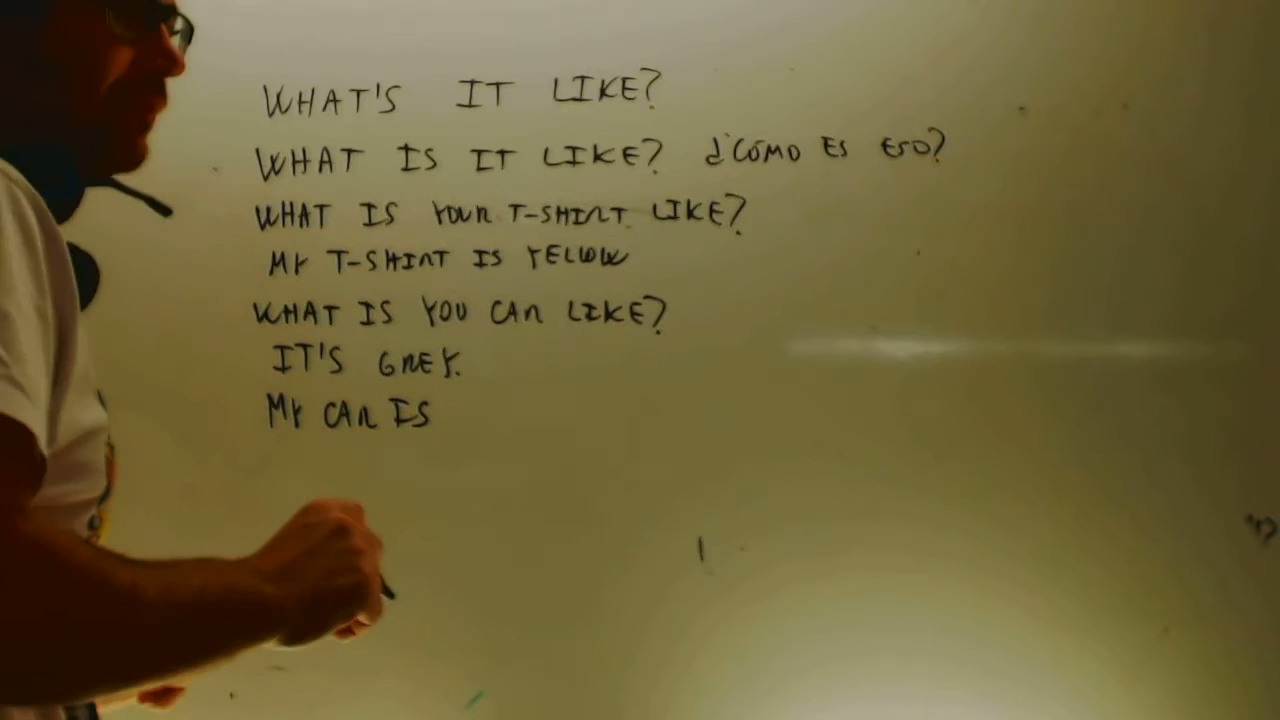 WHAT'S IT LIKE?
WHAT IS IT LIKE? ¿CÓMO ES ESO?
WHAT IS YOUR T-SHIRT LIKE?
MY T-SHIRT IS YELLOW
WHAT IS YOU CAR LIKE?
IT'S GREY.
MY CAR IS